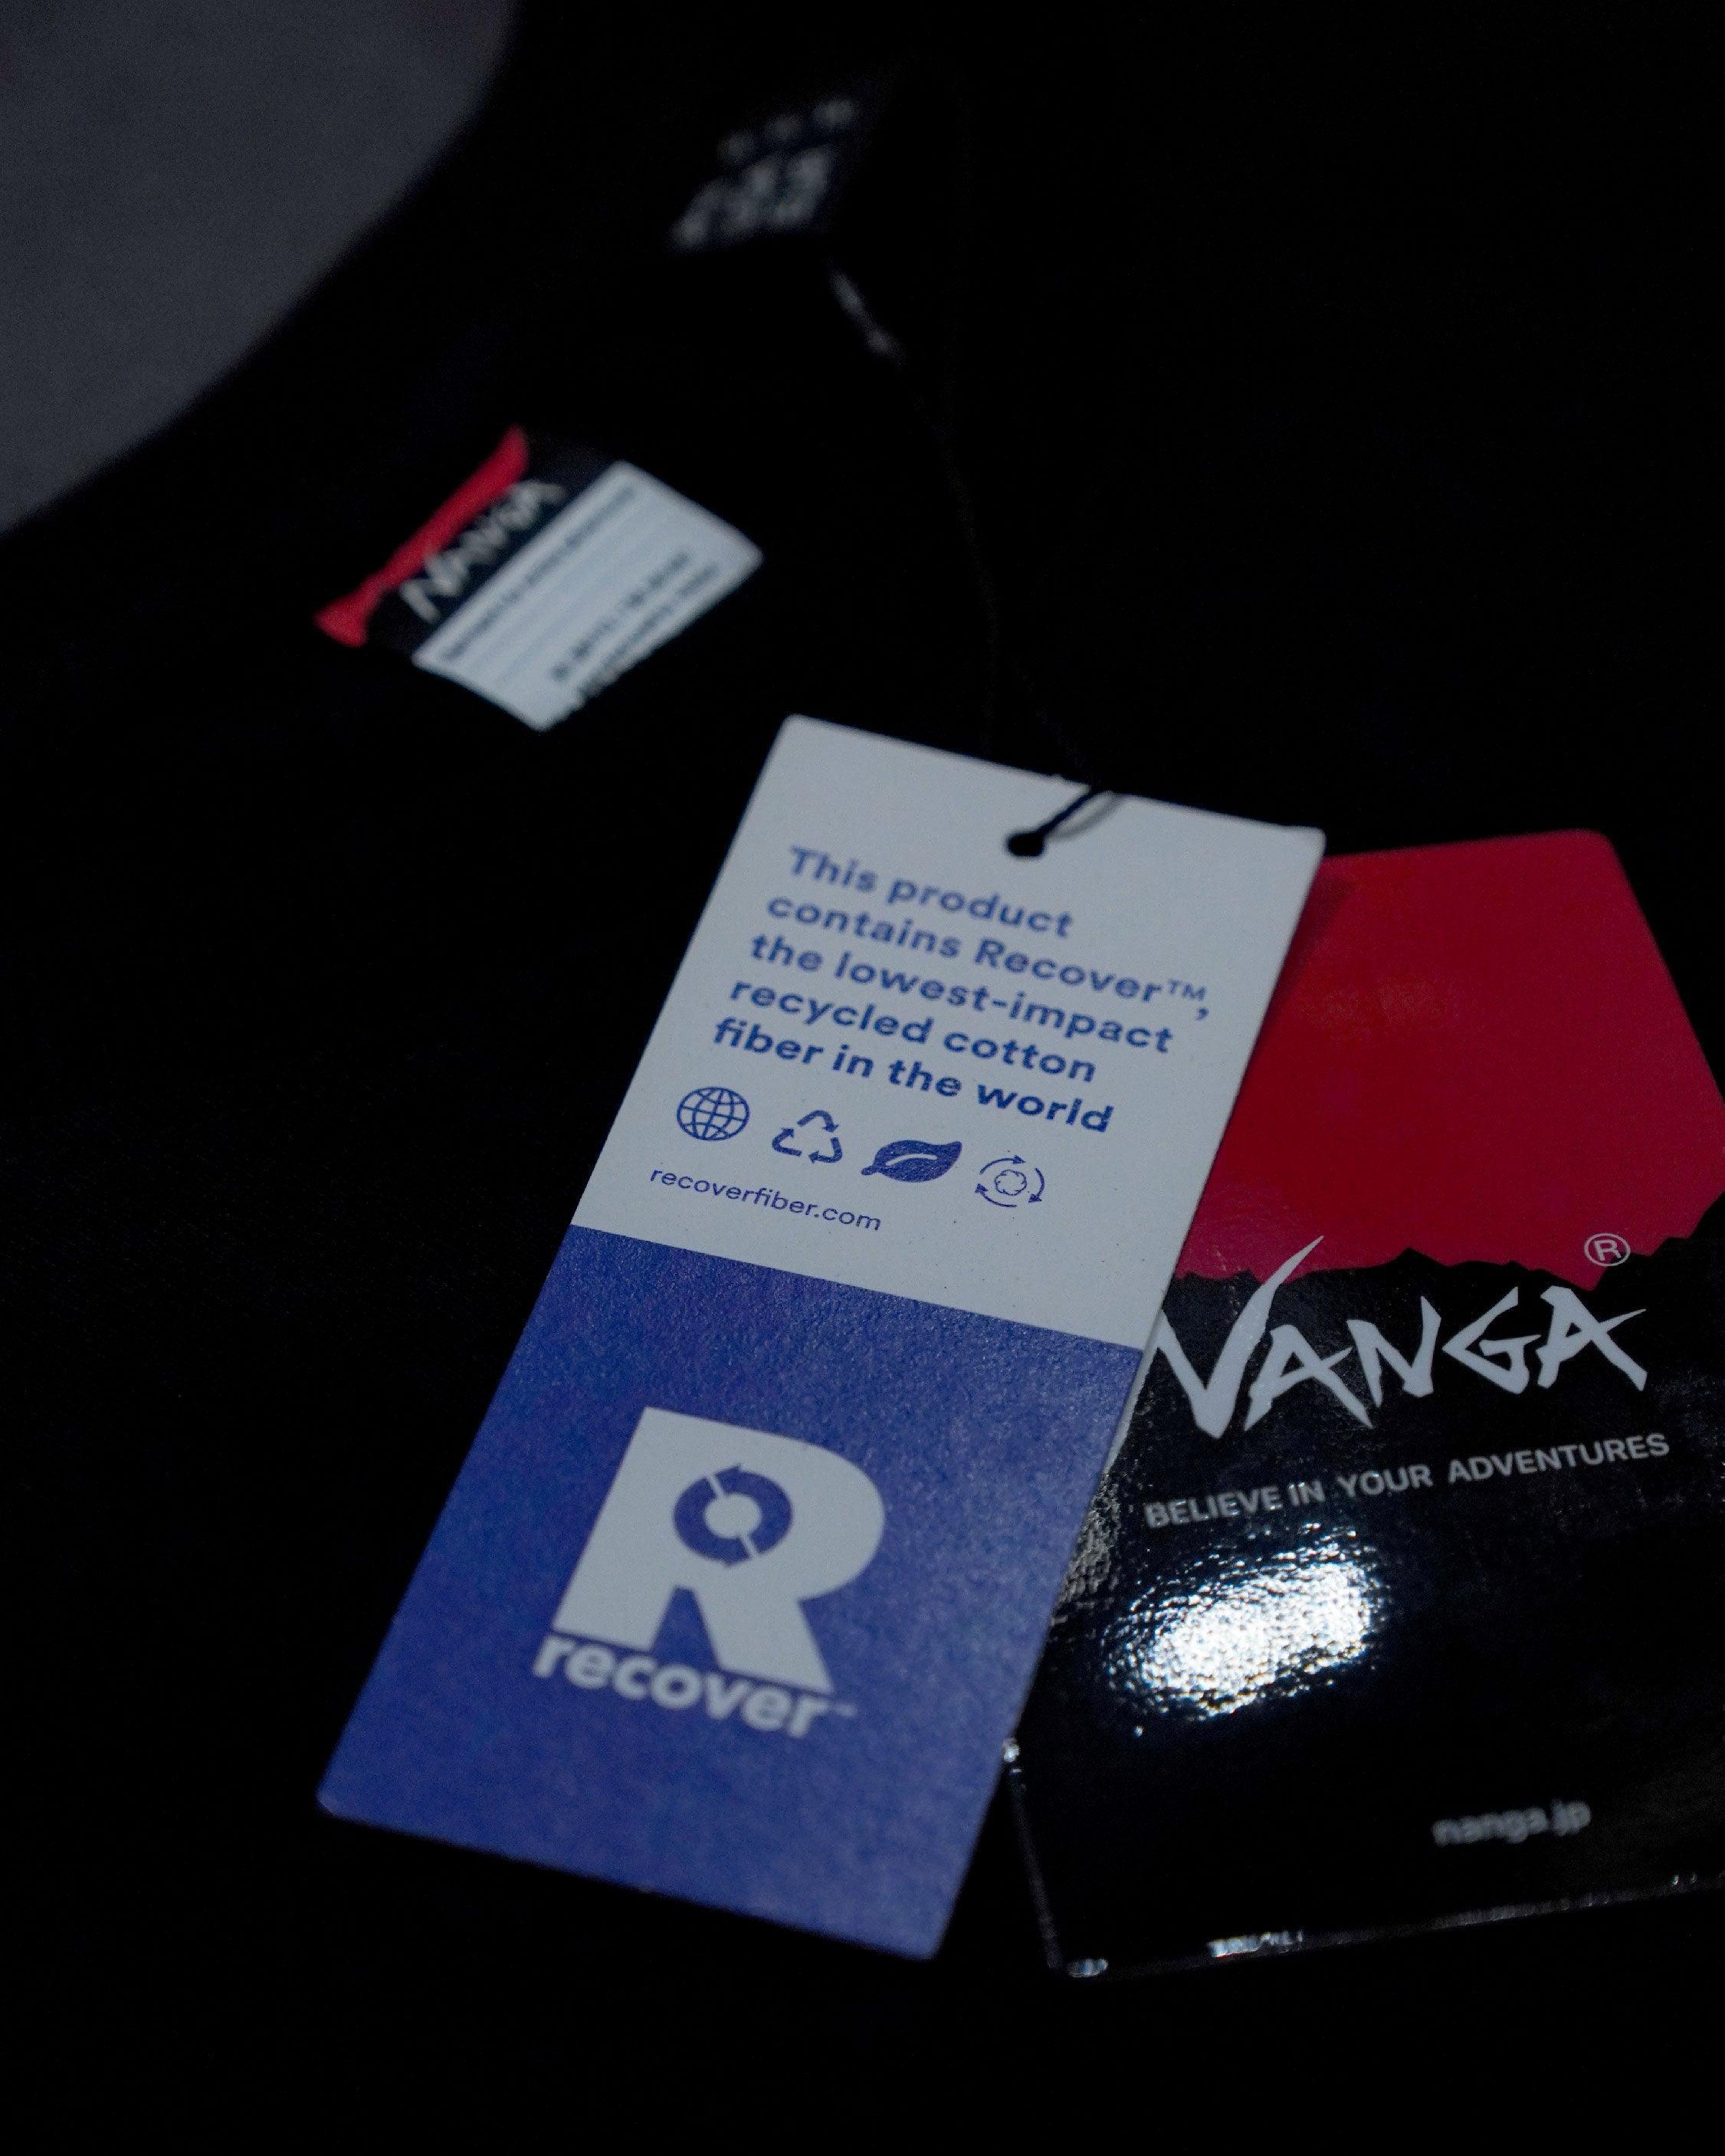 NANGA
This product
contains Recover™,
the lowest-impact
recycled cotton
fiber in the world
recoverfiber.com
R
recover™
NANGA®
BELIEVE IN YOUR ADVENTURES
nanga.jp